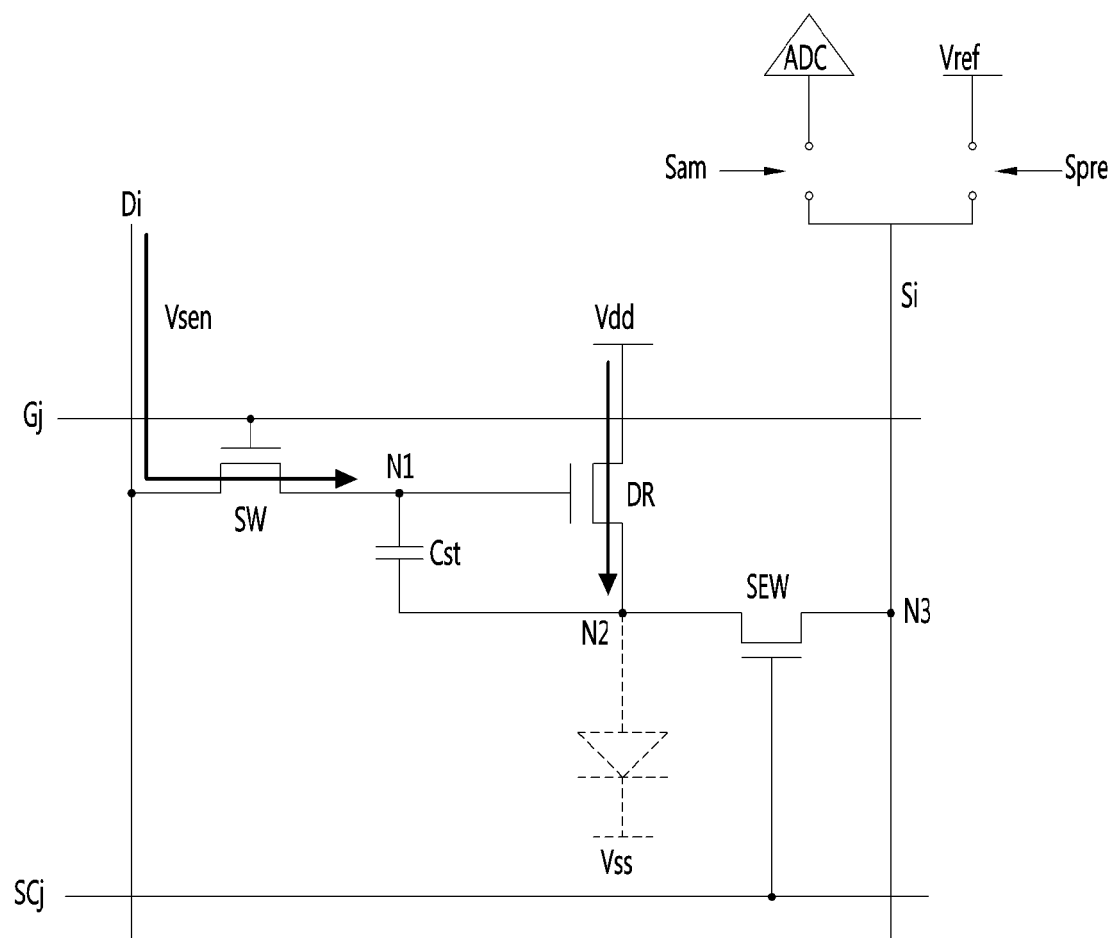 ADC
Vref
Sam
Spre
Di
Si
Vsen
Vdd
Gj
N1
DR
SW
Cst
SEW
N3
N2
Vss
SCj